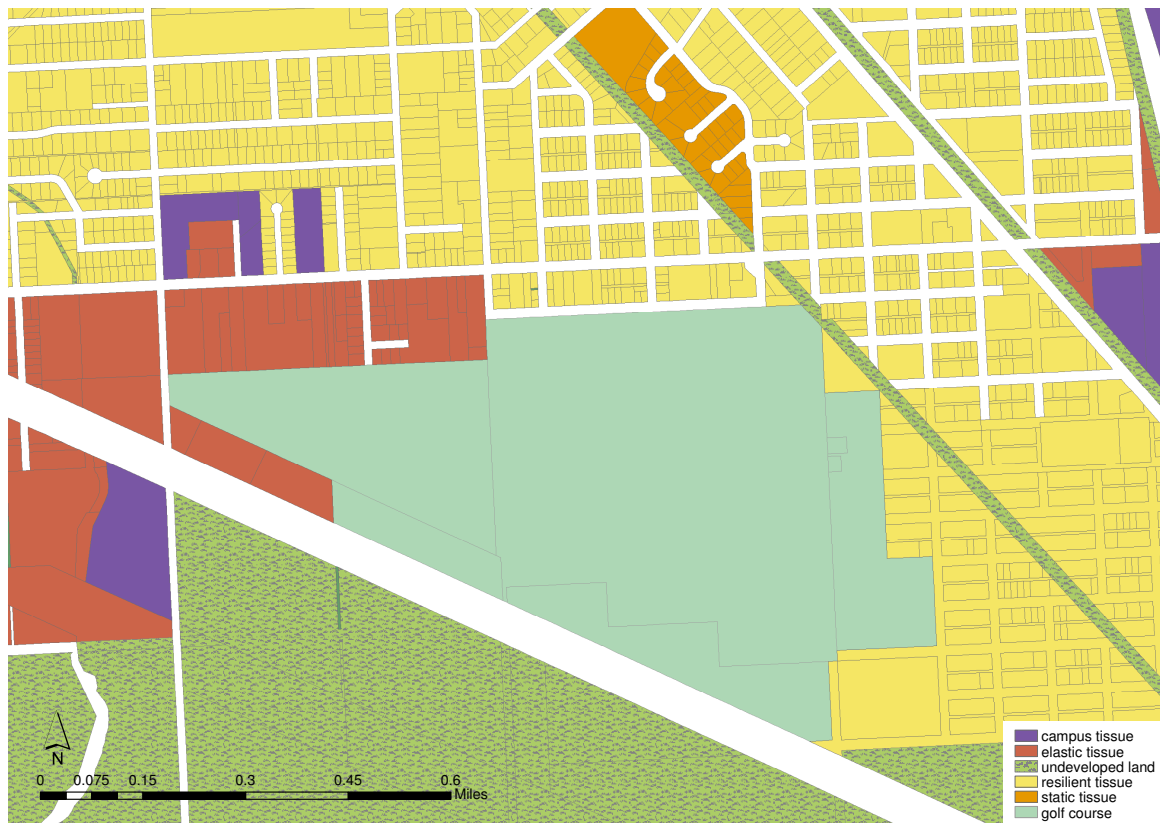 N
0 0.075 0.15 0.3 0.45 0.6
Miles
campus tissue
elastic tissue
undeveloped land
resilient tissue
static tissue
golf course